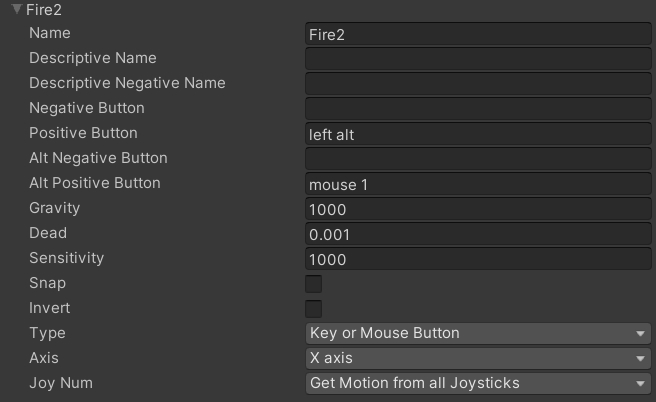 Fire2
Name Fire2
Descriptive Name
Descriptive Negative Name
Negative Button
Positive Button left alt
Alt Negative Button
Alt Positive Button mouse 1
Gravity 1000
Dead 0.001
Sensitivity 1000
Snap
Invert
Type Key or Mouse Button
Axis X axis
Joy Num Get Motion from all Joysticks